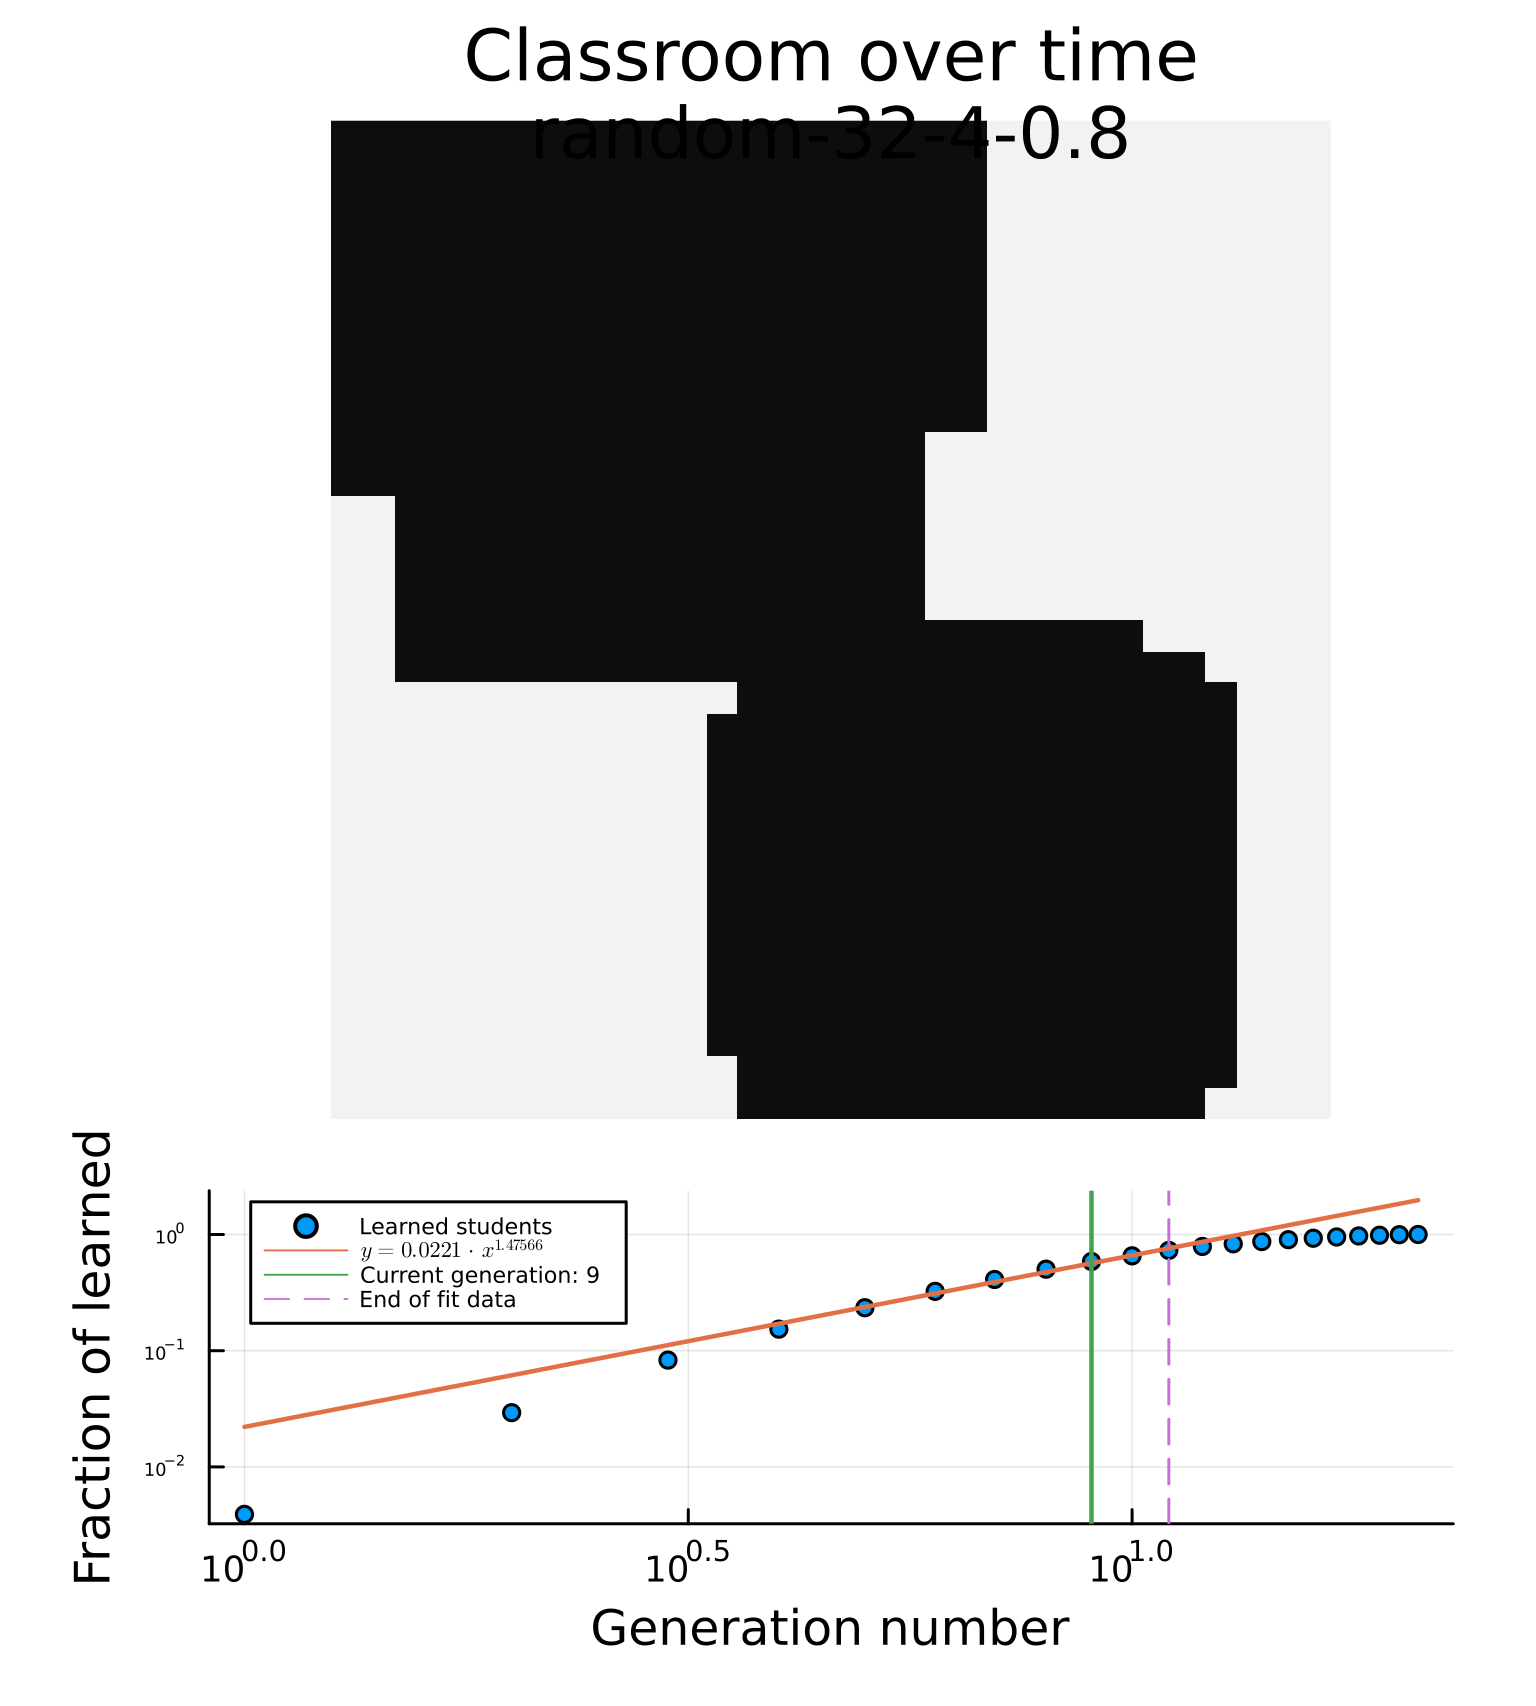 Classroom over time
random-32-4-0.8
Fraction of learned
10^0
10^−1
10^−2
Learned students
y = 0.0221 · x^1.47566
Current generation: 9
End of fit data
10^0.0
10^0.5
10^1.0
Generation number